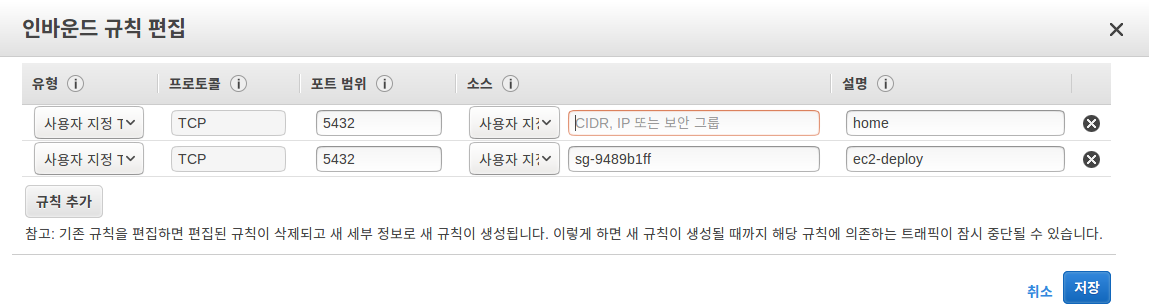 인바운드 규칙 편집
유형 프로토콜 포트 범위 소스 설명
사용자 지정 T TCP 5432 사용자 지정 CIDR, IP 또는 보안 그룹 home
사용자 지정 T TCP 5432 사용자 지정 sg-9489b1ff ec2-deploy
규칙 추가
참고: 기존 규칙을 편집하면 편집된 규칙이 삭제되고 새 세부 정보로 새 규칙이 생성됩니다. 이렇게 하면 새 규칙이 생성될 때까지 해당 규칙에 의존하는 트래픽이 잠시 중단될 수 있습니다.
취소 저장